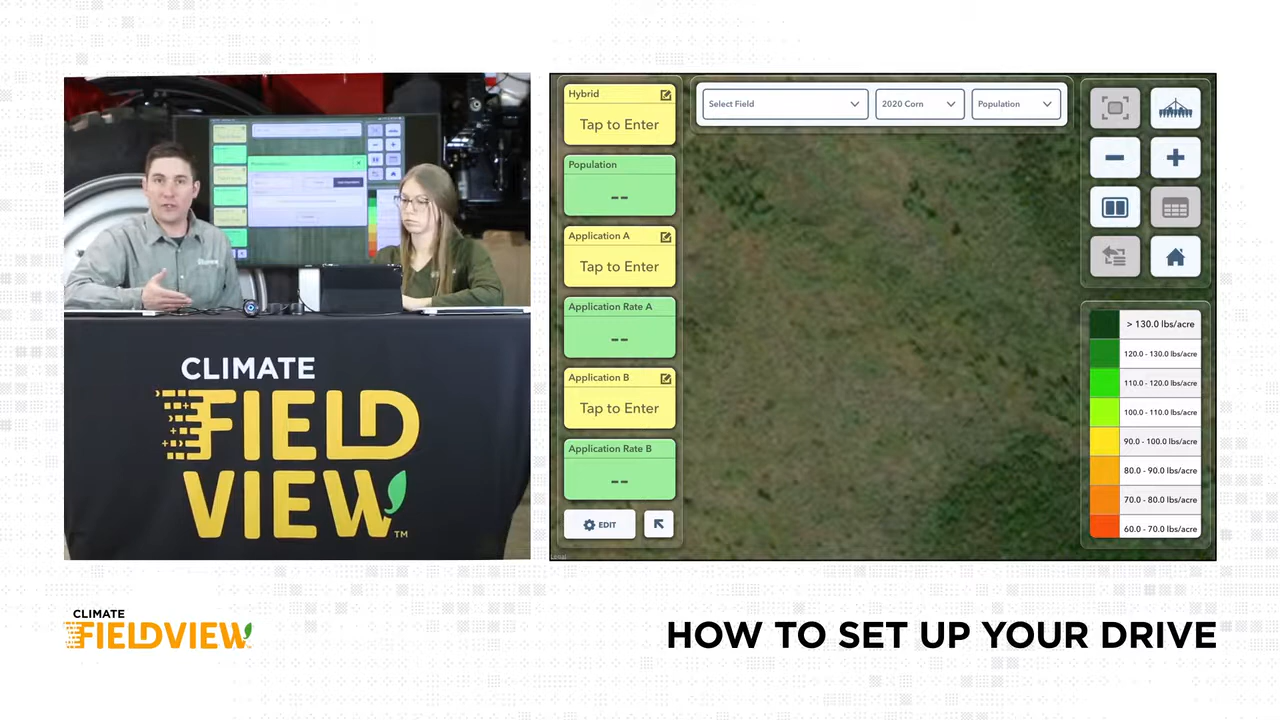 Hybrid
Tap to Enter
Population
--
Application A
Tap to Enter
Application Rate A
--
Application B
Tap to Enter
Application Rate B
--
EDIT
Legal
Select Field
2020 Corn
Population
> 130.0 lbs/acre
120.0 - 130.0 lbs/acre
110.0 - 120.0 lbs/acre
100.0 - 110.0 lbs/acre
90.0 - 100.0 lbs/acre
80.0 - 90.0 lbs/acre
70.0 - 80.0 lbs/acre
60.0 - 70.0 lbs/acre
CLIMATE
FIELD
VIEW™
CLIMATE
FIELDVIEW
HOW TO SET UP YOUR DRIVE